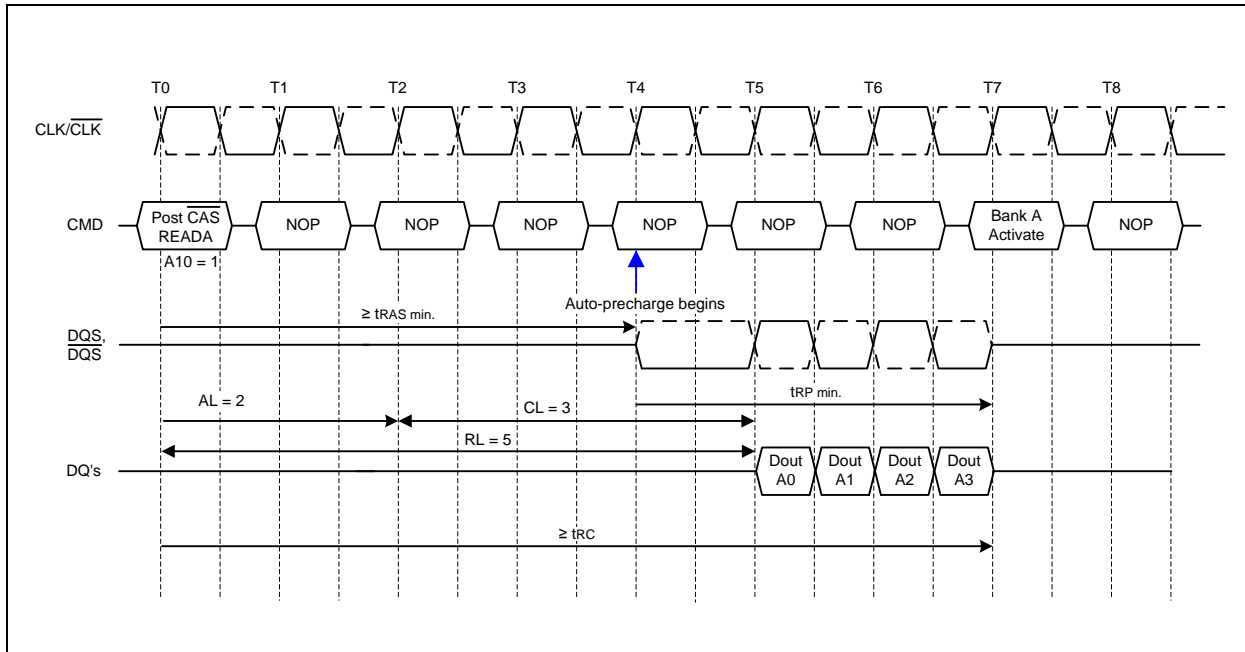 T0 T1 T2 T3 T4 T5 T6 T7 T8
CLK/CLK
CMD
Post CAS
READA
NOP
NOP
NOP
NOP
NOP
NOP
Bank A
Activate
NOP
A10 = 1
Auto-precharge begins
≥ tRAS min.
DQS,
DQS
tRP min.
AL = 2
CL = 3
RL = 5
DQ's
Dout
A0
Dout
A1
Dout
A2
Dout
A3
≥ tRC